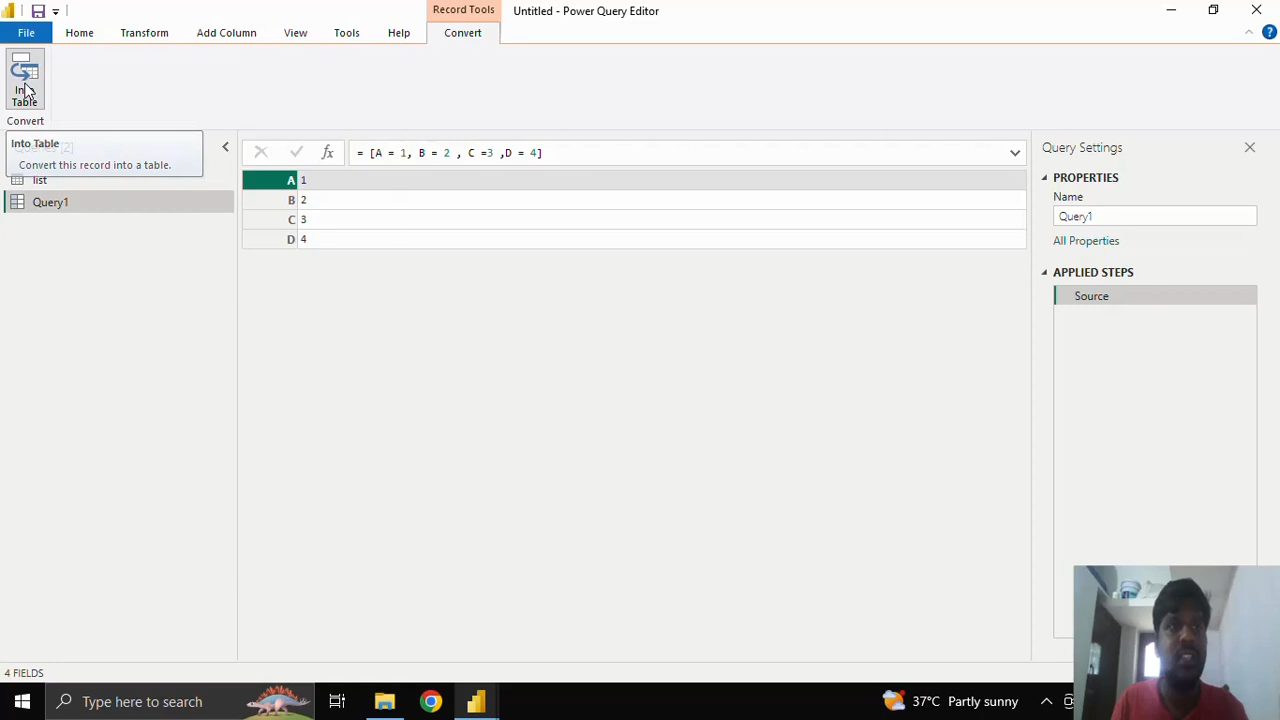 Record Tools
Untitled - Power Query Editor
File
Home
Transform
Add Column
View
Tools
Help
Convert
Into
Table
Convert
Into Table
Convert this record into a table.
list
Query1
= [A = 1, B = 2 , C =3 ,D = 4]
A 1
B 2
C 3
D 4
Query Settings
PROPERTIES
Name
Query1
All Properties
APPLIED STEPS
Source
4 FIELDS
Type here to search
37°C Partly sunny